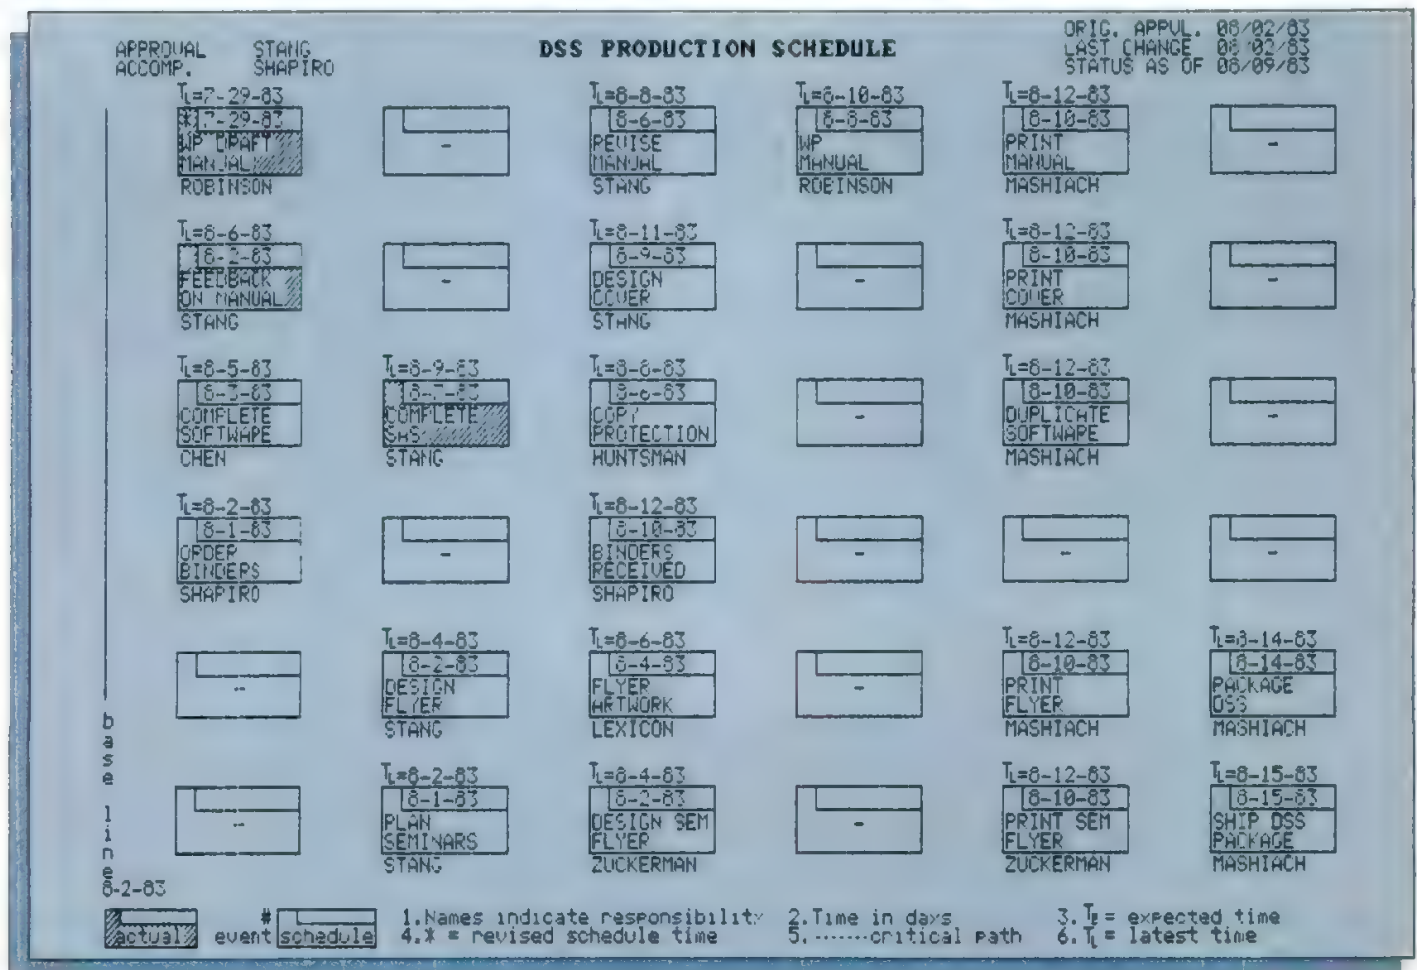 APPROVAL STANG
ACCOMP. SHAPIRO
DSS PRODUCTION SCHEDULE
ORIG. APPVL. 08/02/83
LAST CHANGE 08/02/83
STATUS AS OF 08/09/83
TL=7-29-83 TL=8-8-83 TL=8-10-83 TL=8-12-83
*7-29-83 8-6-83 8-8-83 8-10-83
WP DRAFT REVISE WP PRINT
MANUAL MANUAL MANUAL MANUAL
ROBINSON STANG ROBINSON MASHIACH
TL=8-6-83 TL=8-11-83 TL=8-12-83
8-2-83 8-9-83 8-10-83
FEEDBACK DESIGN PRINT
ON MANUAL COVER COVER
STANG STANG MASHIACH
TL=8-5-83 TL=8-9-83 TL=8-8-83 TL=8-12-83
8-3-83 8-7-83 8-6-83 8-10-83
COMPLETE COMPLETE COPY DUPLICATE
SOFTWARE SAS PROTECTION SOFTWARE
CHEN STANG HUNTSMAN MASHIACH
TL=8-2-83 TL=8-12-83
8-1-83 8-10-83
ORDER BINDERS
BINDERS RECEIVED
SHAPIRO SHAPIRO
TL=8-4-83 TL=8-6-83 TL=8-12-83 TL=8-14-83
8-2-83 8-4-83 8-10-83 8-14-83
DESIGN FLYER PRINT PACKAGE
FLYER ARTWORK FLYER DSS
STANG LEXICON MASHIACH MASHIACH
TL=8-2-83 TL=8-4-83 TL=8-12-83 TL=8-15-83
8-1-83 8-2-83 8-10-83 8-15-83
PLAN DESIGN SEM PRINT SEM SHIP DSS
SEMINARS FLYER FLYER PACKAGE
STANG ZUCKERMAN ZUCKERMAN MASHIACH
base line
8-2-83
# 1.Names indicate responsibility 2.Time in days 3.TE = expected time
actual event schedule 4.* = revised schedule time 5.-------critical path 6.TL = latest time